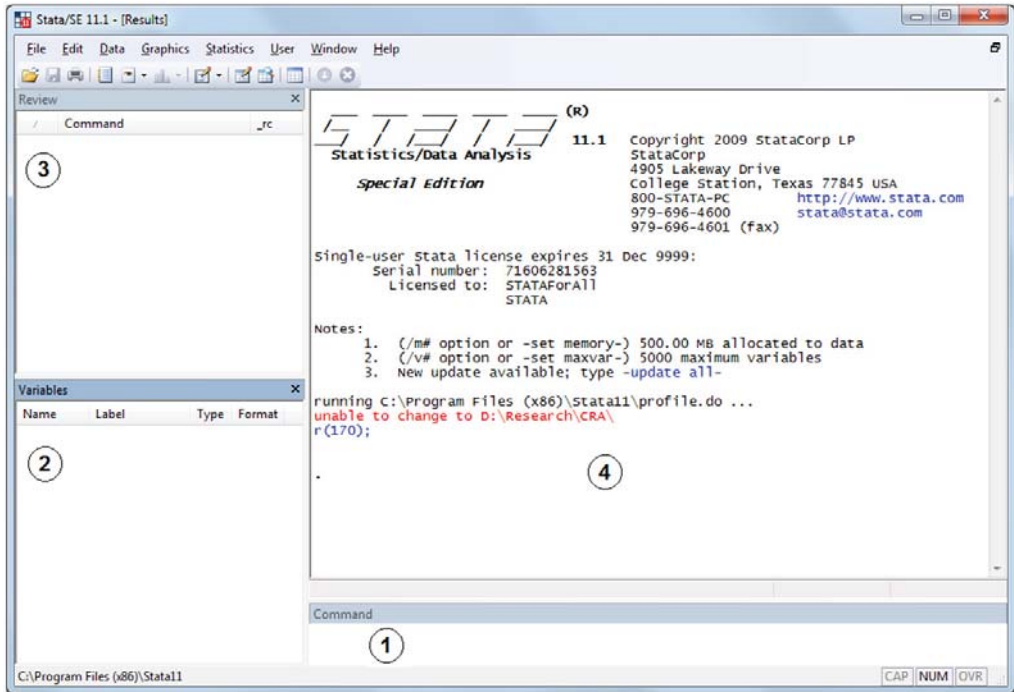 Stata/SE 11.1 - [Results]
File Edit Data Graphics Statistics User Window Help
Review
/ Command _rc
3
Variables
Name Label Type Format
2
STATA (R)
11.1 Copyright 2009 StataCorp LP
Statistics/Data Analysis StataCorp
4905 Lakeway Drive
Special Edition College Station, Texas 77845 USA
800-STATA-PC http://www.stata.com
979-696-4600 stata@stata.com
979-696-4601 (fax)
Single-user Stata license expires 31 Dec 9999:
Serial number: 71606281563
Licensed to: STATAForAll
STATA
Notes:
1. (/m# option or -set memory-) 500.00 MB allocated to data
2. (/v# option or -set maxvar-) 5000 maximum variables
3. New update available; type -update all-
running C:\Program Files (x86)\Stata11\profile.do ...
unable to change to D:\Research\CRA\
r(170);
.
4
Command
1
C:\Program Files (x86)\Stata11
CAP NUM OVR